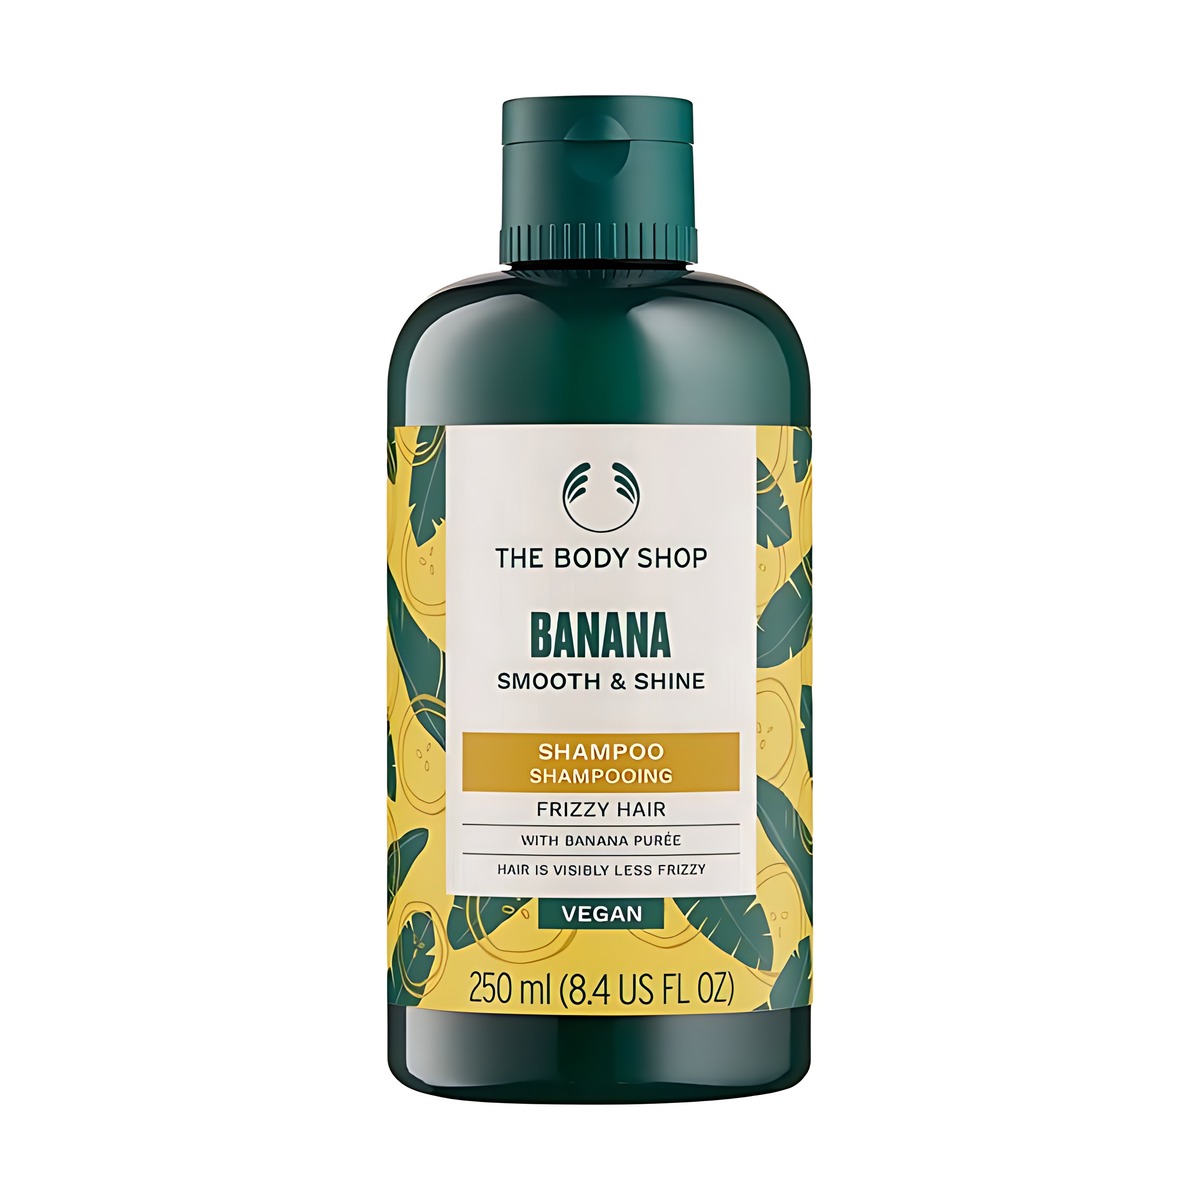 THE BODY SHOP
BANANA
SMOOTH & SHINE
SHAMPOO
SHAMPOOING
FRIZZY HAIR
WITH BANANA PURÉE
HAIR IS VISIBLY LESS FRIZZY
VEGAN
250 ml (8.4 US FL OZ)